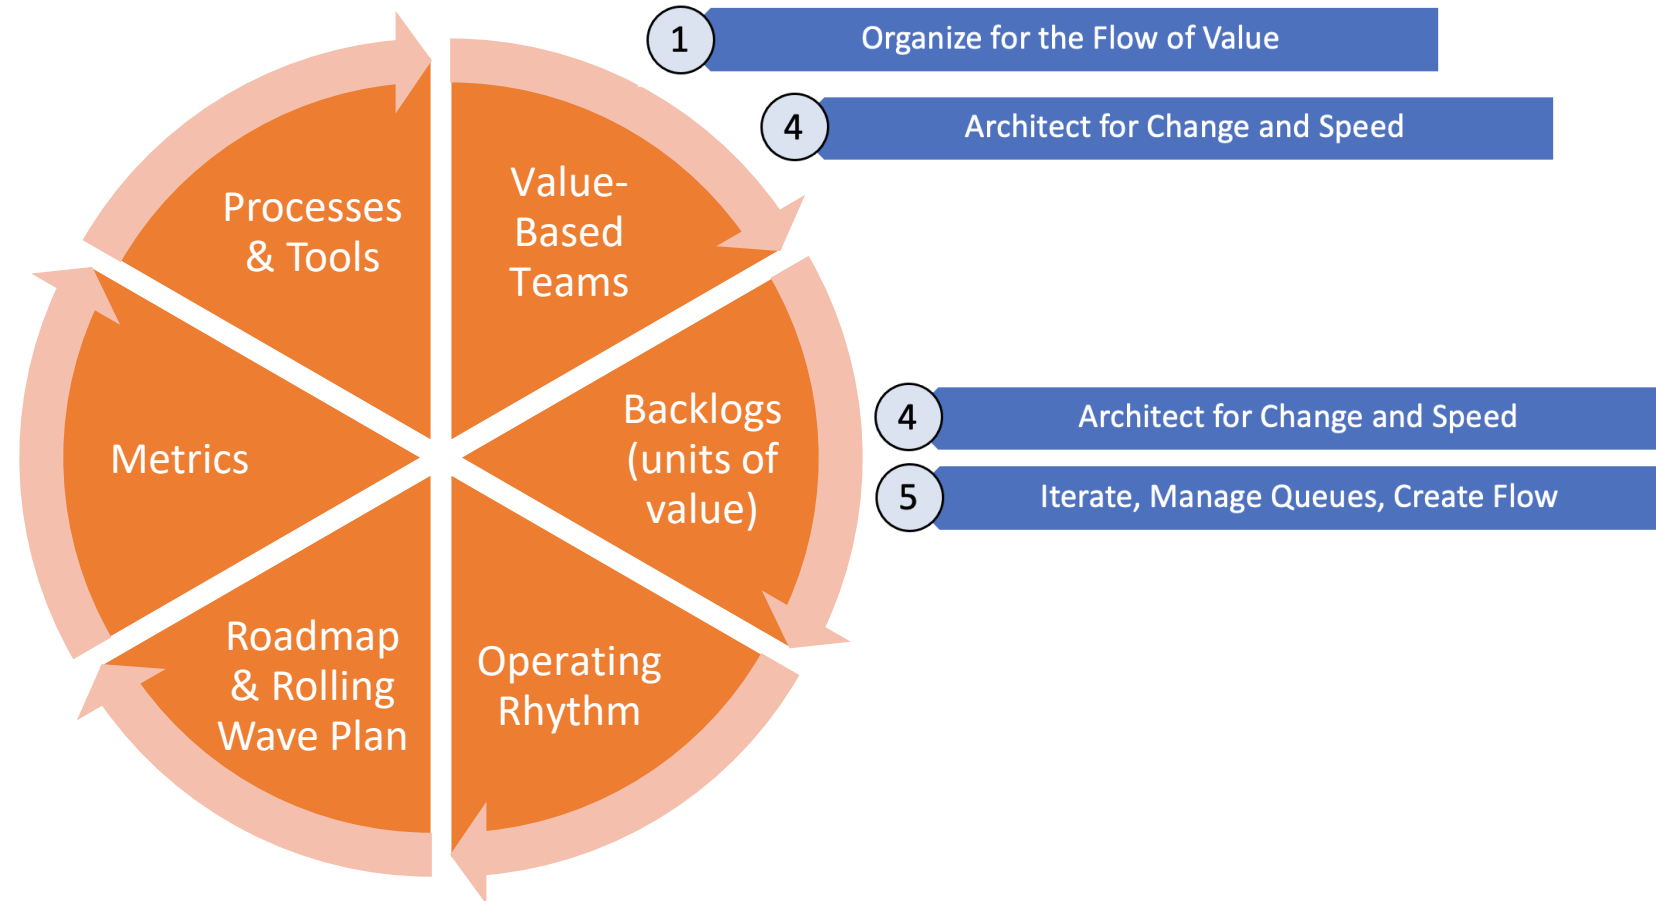 1
Organize for the Flow of Value
4
Architect for Change and Speed
Value-
Based
Teams
Processes
& Tools
4
Architect for Change and Speed
Backlogs
(units of
value)
5
Iterate, Manage Queues, Create Flow
Metrics
Operating
Rhythm
Roadmap
& Rolling
Wave Plan